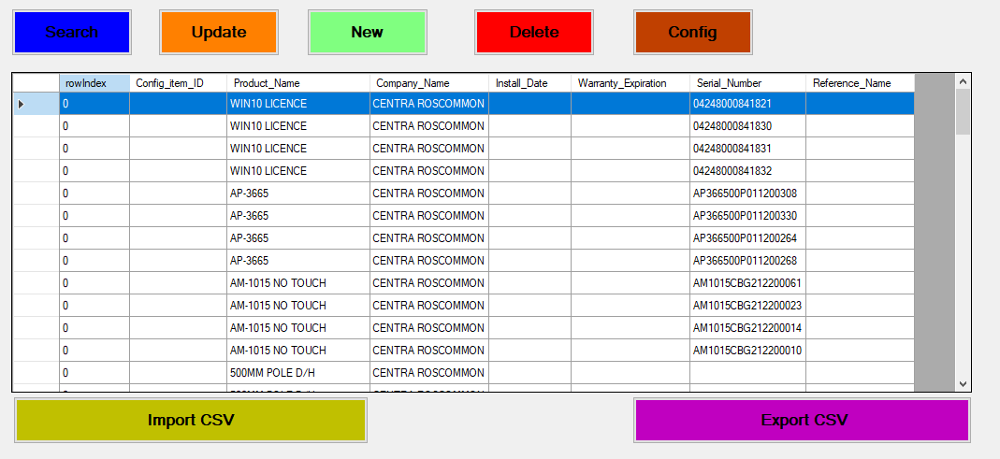 Search Update New Delete Config
rowIndex Config_item_ID Product_Name Company_Name Install_Date Warranty_Expiration Serial_Number Reference_Name
0 WIN10 LICENCE CENTRA ROSCOMMON 04248000841821
0 WIN10 LICENCE CENTRA ROSCOMMON 04248000841830
0 WIN10 LICENCE CENTRA ROSCOMMON 04248000841831
0 WIN10 LICENCE CENTRA ROSCOMMON 04248000841832
0 AP-3665 CENTRA ROSCOMMON AP366500P011200308
0 AP-3665 CENTRA ROSCOMMON AP366500P011200330
0 AP-3665 CENTRA ROSCOMMON AP366500P011200264
0 AP-3665 CENTRA ROSCOMMON AP366500P011200268
0 AM-1015 NO TOUCH CENTRA ROSCOMMON AM1015CBG212200061
0 AM-1015 NO TOUCH CENTRA ROSCOMMON AM1015CBG212200023
0 AM-1015 NO TOUCH CENTRA ROSCOMMON AM1015CBG212200014
0 AM-1015 NO TOUCH CENTRA ROSCOMMON AM1015CBG212200010
0 500MM POLE D/H CENTRA ROSCOMMON
Import CSV Export CSV